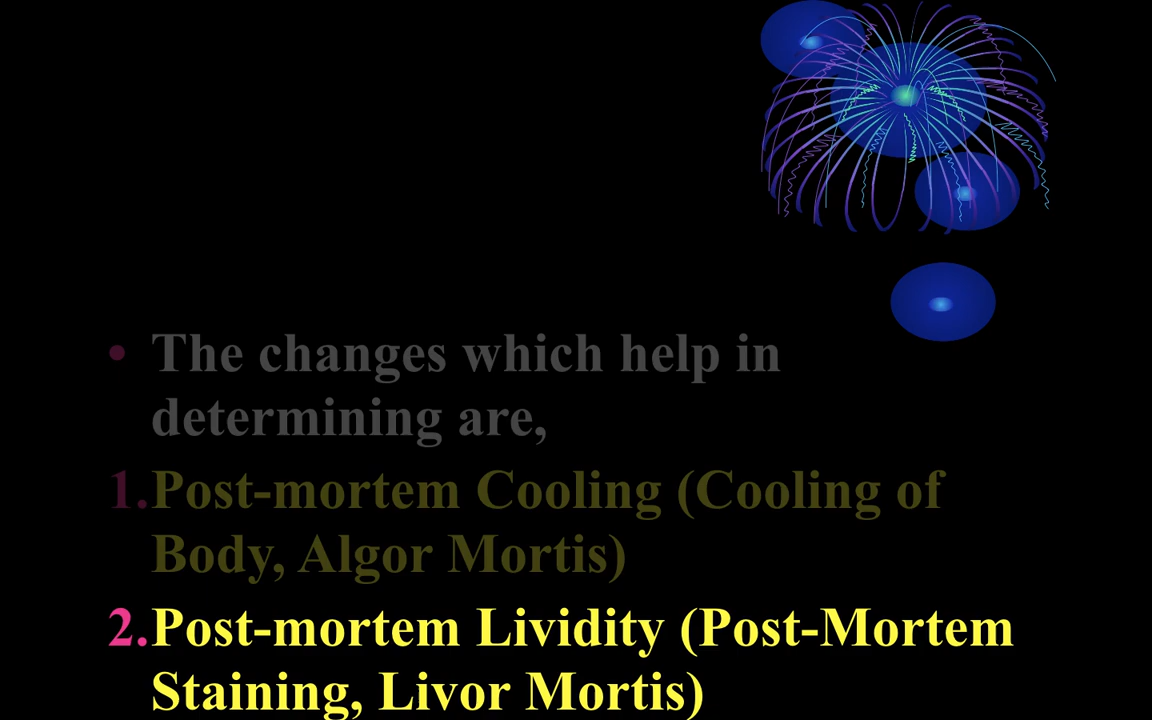 • The changes which help in
determining are,
1. Post-mortem Cooling (Cooling of
Body, Algor Mortis)
2. Post-mortem Lividity (Post-Mortem
Staining, Livor Mortis)